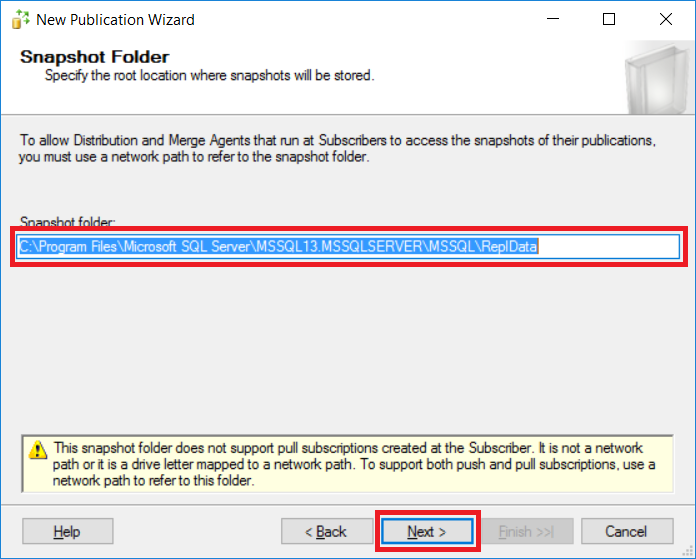 New Publication Wizard
Snapshot Folder
Specify the root location where snapshots will be stored.
To allow Distribution and Merge Agents that run at Subscribers to access the snapshots of their publications,
you must use a network path to refer to the snapshot folder.
Snapshot folder:
C:\Program Files\Microsoft SQL Server\MSSQL13.MSSQLSERVER\MSSQL\ReplData
This snapshot folder does not support pull subscriptions created at the Subscriber. It is not a network
path or it is a drive letter mapped to a network path. To support both push and pull subscriptions, use a
network path to refer to this folder.
Help
< Back
Next >
Finish >>|
Cancel